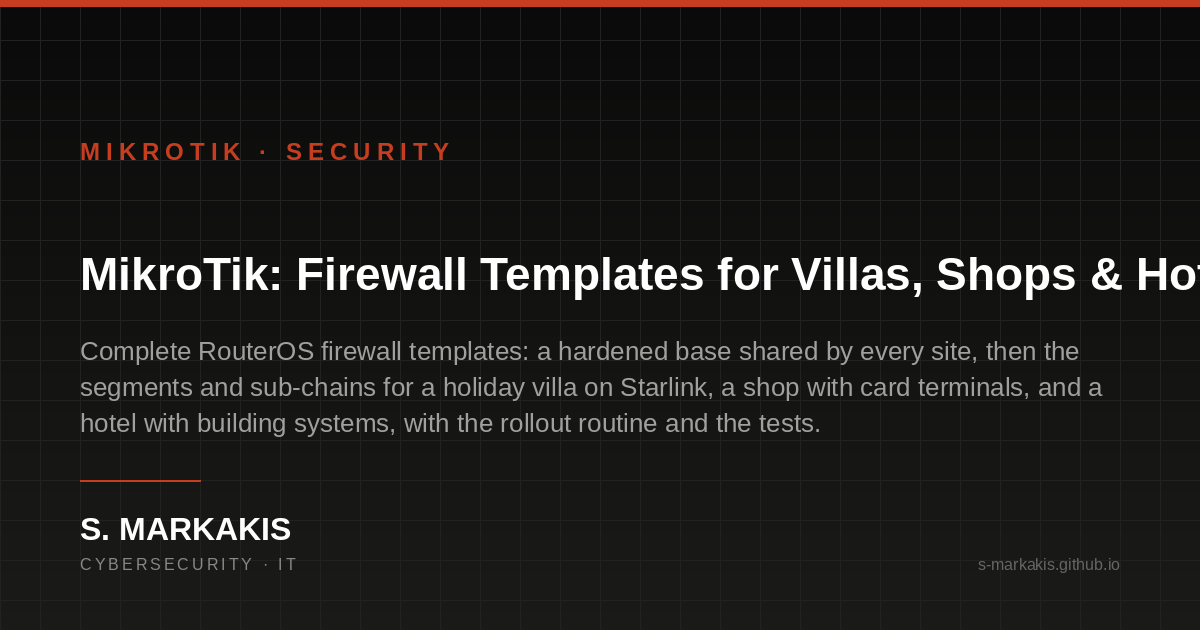 MIKROTIK · SECURITY
MikroTik: Firewall Templates for Villas, Shops &
Complete RouterOS firewall templates: a hardened base shared by every site, then the
segments and sub-chains for a holiday villa on Starlink, a shop with card terminals, and a
hotel with building systems, with the rollout routine and the tests.
S. MARKAKIS
CYBERSECURITY · IT
s-markakis.github.io